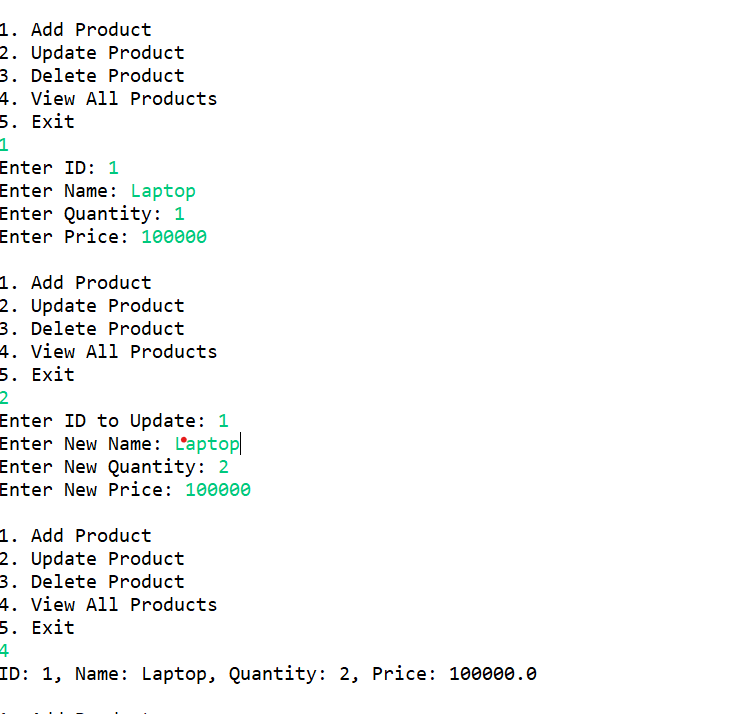 1. Add Product
2. Update Product
3. Delete Product
4. View All Products
5. Exit
1
Enter ID: 1
Enter Name: Laptop
Enter Quantity: 1
Enter Price: 100000
1. Add Product
2. Update Product
3. Delete Product
4. View All Products
5. Exit
2
Enter ID to Update: 1
Enter New Name: Laptop
Enter New Quantity: 2
Enter New Price: 100000
1. Add Product
2. Update Product
3. Delete Product
4. View All Products
5. Exit
4
ID: 1, Name: Laptop, Quantity: 2, Price: 100000.0